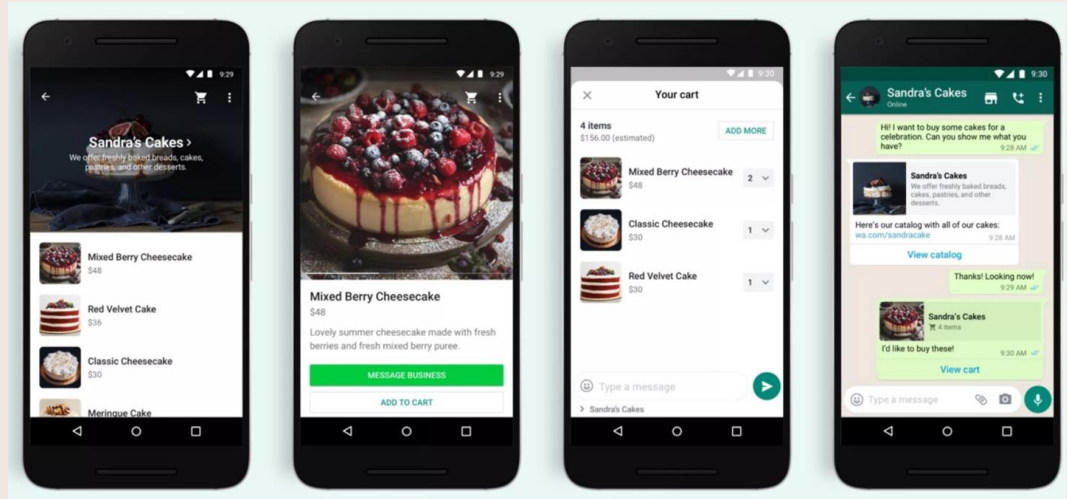 9:29
Sandra's Cakes >
We offer freshly baked breads, cakes,
pastries, and other desserts.
Mixed Berry Cheesecake
$48
Red Velvet Cake
$36
Classic Cheesecake
$30
Meringue Cake
9:29
Mixed Berry Cheesecake
$48
Lovely summer cheesecake made with fresh
berries and fresh mixed berry puree.
MESSAGE BUSINESS
ADD TO CART
9:30
Your cart
4 items
$156.00 (estimated)
ADD MORE
Mixed Berry Cheesecake
$48
2
Classic Cheesecake
$30
1
Red Velvet Cake
$30
1
Type a message
> Sandra's Cakes
9:30
Sandra's Cakes
Online
Hi! I want to buy some cakes for a
celebration. Can you show me what you
have?
9:28 AM
Sandra's Cakes
We offer freshly baked breads,
cakes, pastries, and other
desserts.
Here's our catalog with all of our cakes:
wa.com/sandracake
9:28 AM
View catalog
Thanks! Looking now!
9:29 AM
Sandra's Cakes
4 items
I'd like to buy these!
9:30 AM
View cart
Type a message